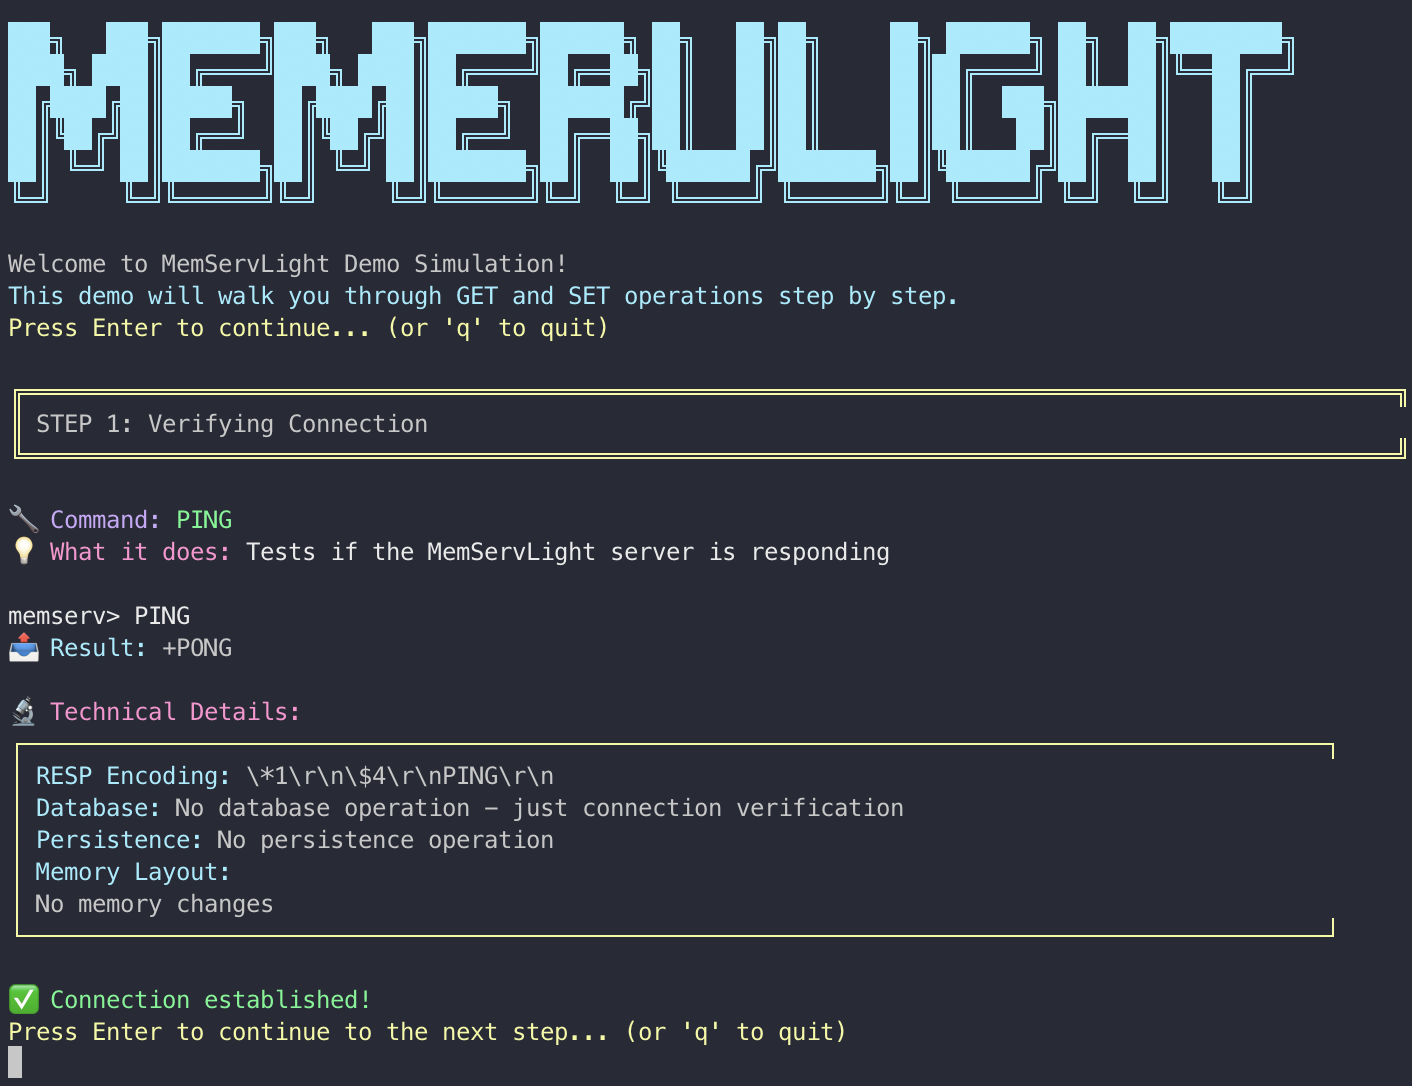 MEMERULIGHT
Welcome to MemServLight Demo Simulation!
This demo will walk you through GET and SET operations step by step.
Press Enter to continue... (or 'q' to quit)
STEP 1: Verifying Connection
🔧 Command: PING
💡 What it does: Tests if the MemServLight server is responding
memserv> PING
📤 Result: +PONG
🔬 Technical Details:
RESP Encoding: \*1\r\n\$4\r\nPING\r\n
Database: No database operation – just connection verification
Persistence: No persistence operation
Memory Layout:
No memory changes
✅ Connection established!
Press Enter to continue to the next step... (or 'q' to quit)